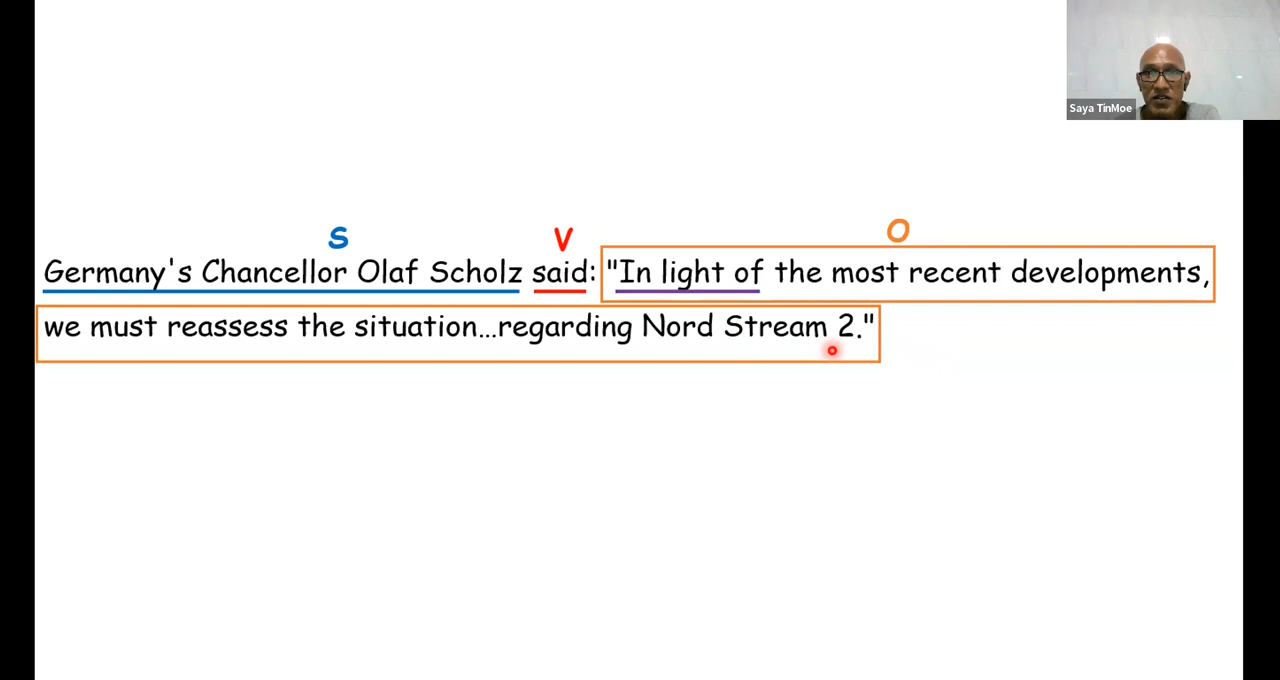 Saya TinMoe
S V O
Germany's Chancellor Olaf Scholz said: "In light of the most recent developments,
we must reassess the situation...regarding Nord Stream 2."